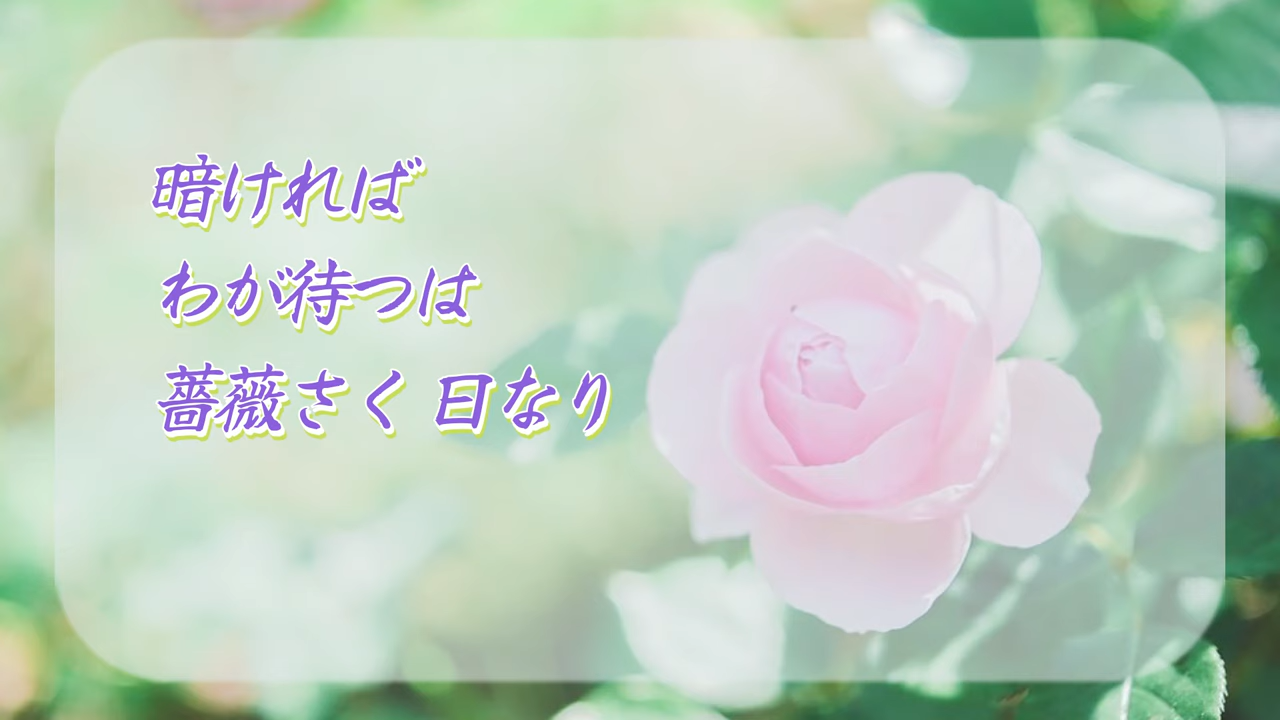 暗ければ
わが待つは
薔薇さく日なり